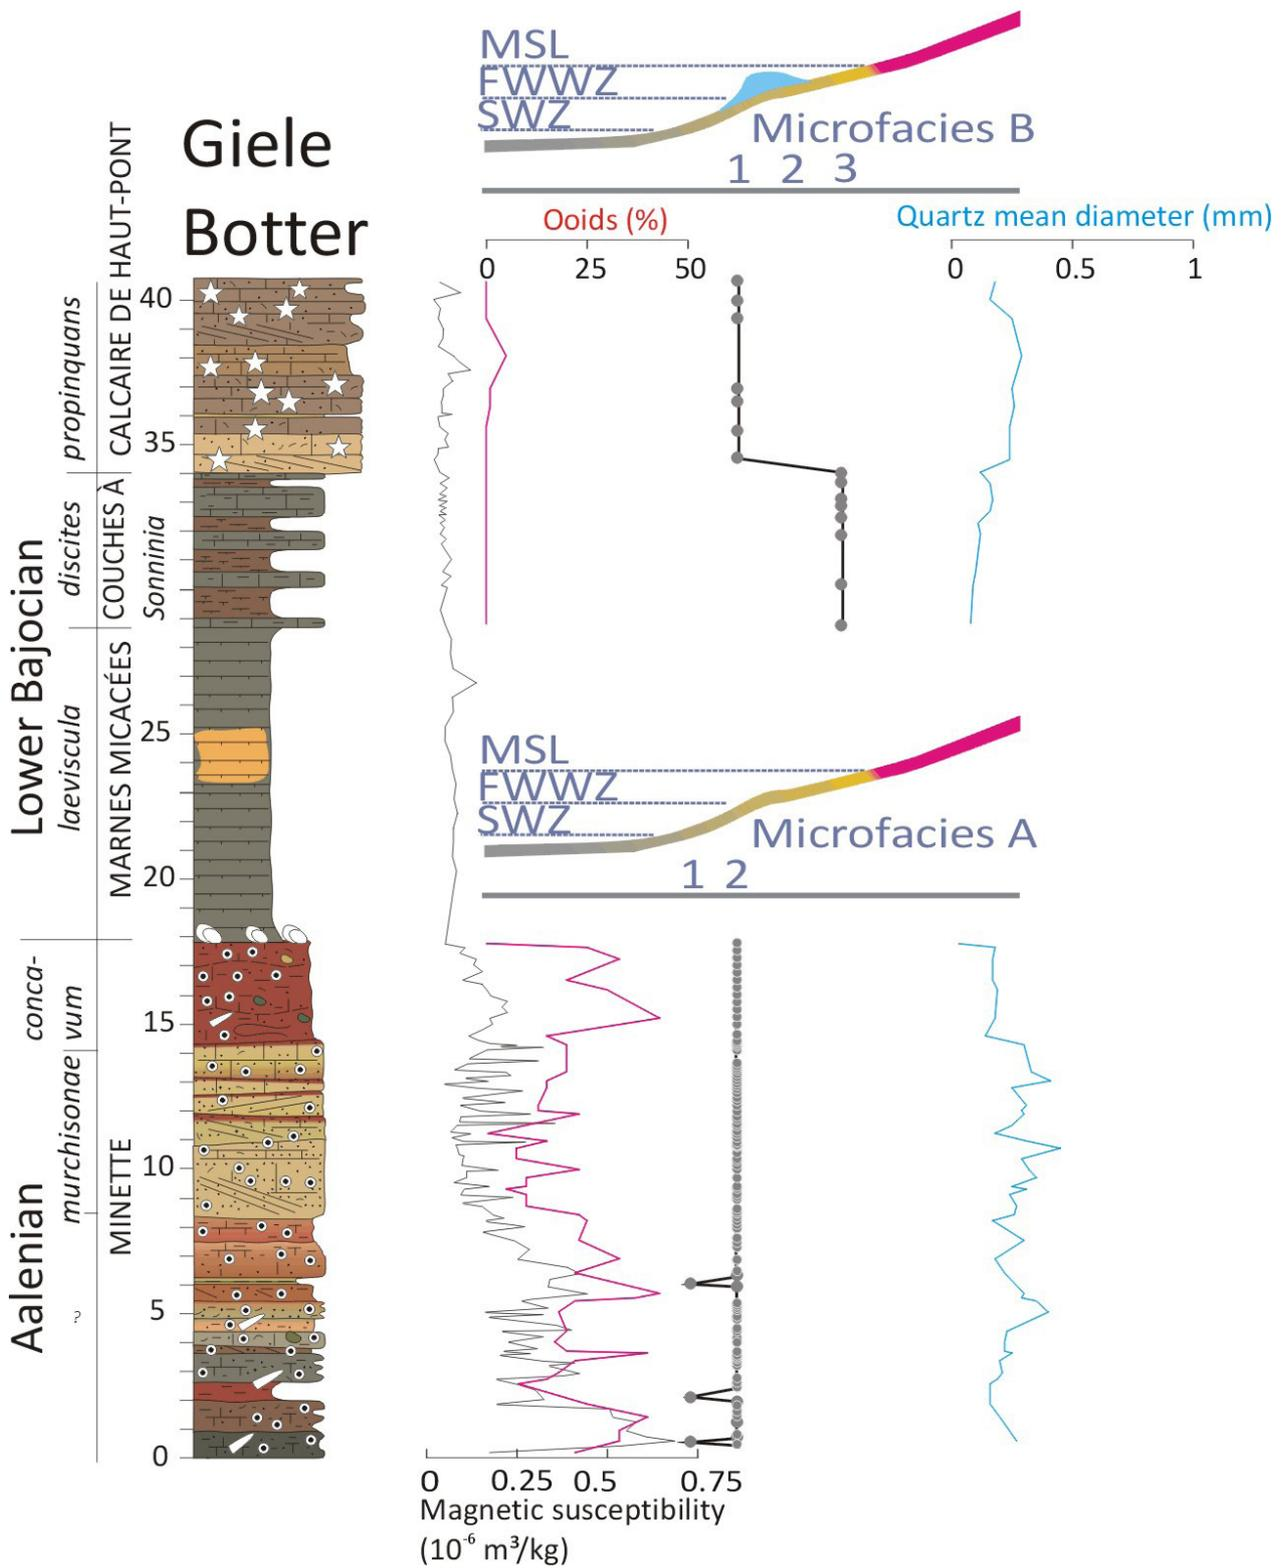 MSL
FWWZ
SWZ
Microfacies B
1 2 3
Giele
Botter
Ooids (%)
Quartz mean diameter (mm)
0 25 50
0 0.5 1
40
35
25
20
15
10
5
0
Lower Bajocian
Aalenian
propinquans
discites
laeviscula
conca-
vum
murchisonae
?
CALCAIRE DE HAUT-PONT
COUCHES À
Sonninia
MARNES MICACÉES
MINETTE
MSL
FWWZ
SWZ
Microfacies A
1 2
0 0.25 0.5 0.75
Magnetic susceptibility
(10⁻⁶ m³/kg)